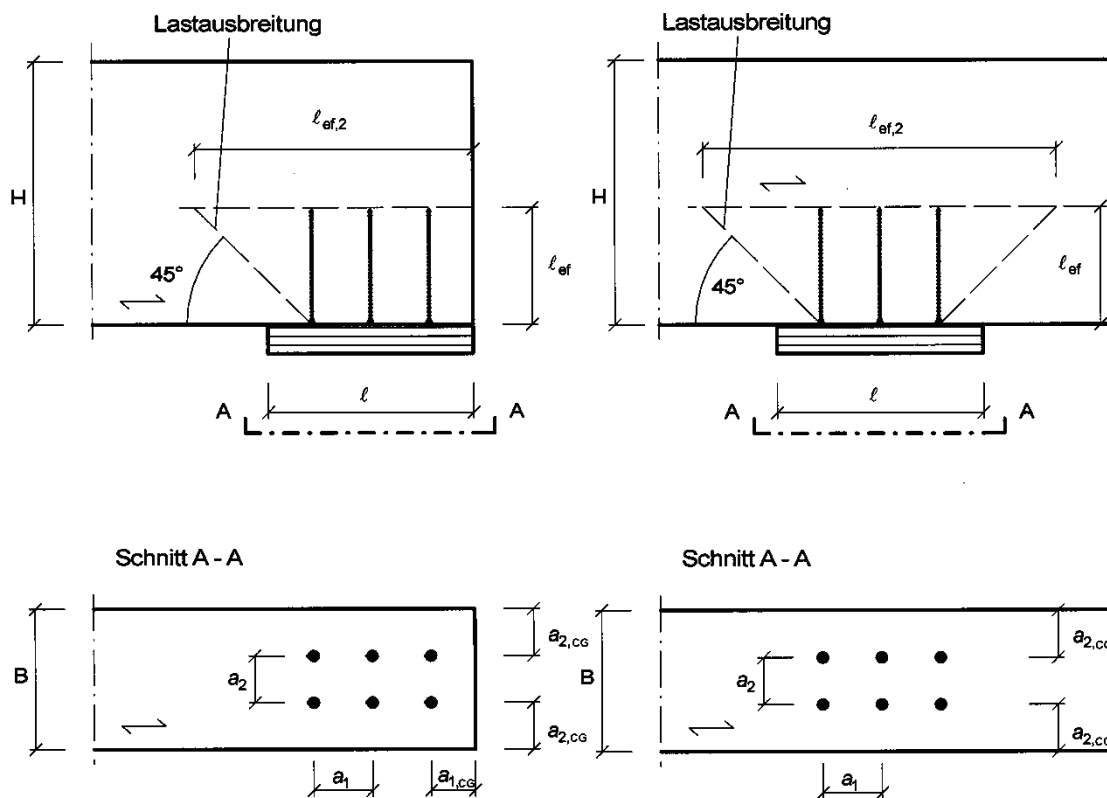 Lastausbreitung
ℓef,2
H
45°
ℓef
ℓ
A A
Lastausbreitung
ℓef,2
H
45°
ℓef
ℓ
A A
Schnitt A - A
B
a2
a2,CG
a2,CG
a1
a1,CG
Schnitt A - A
B
a2
a2,CG
a2,CG
a1